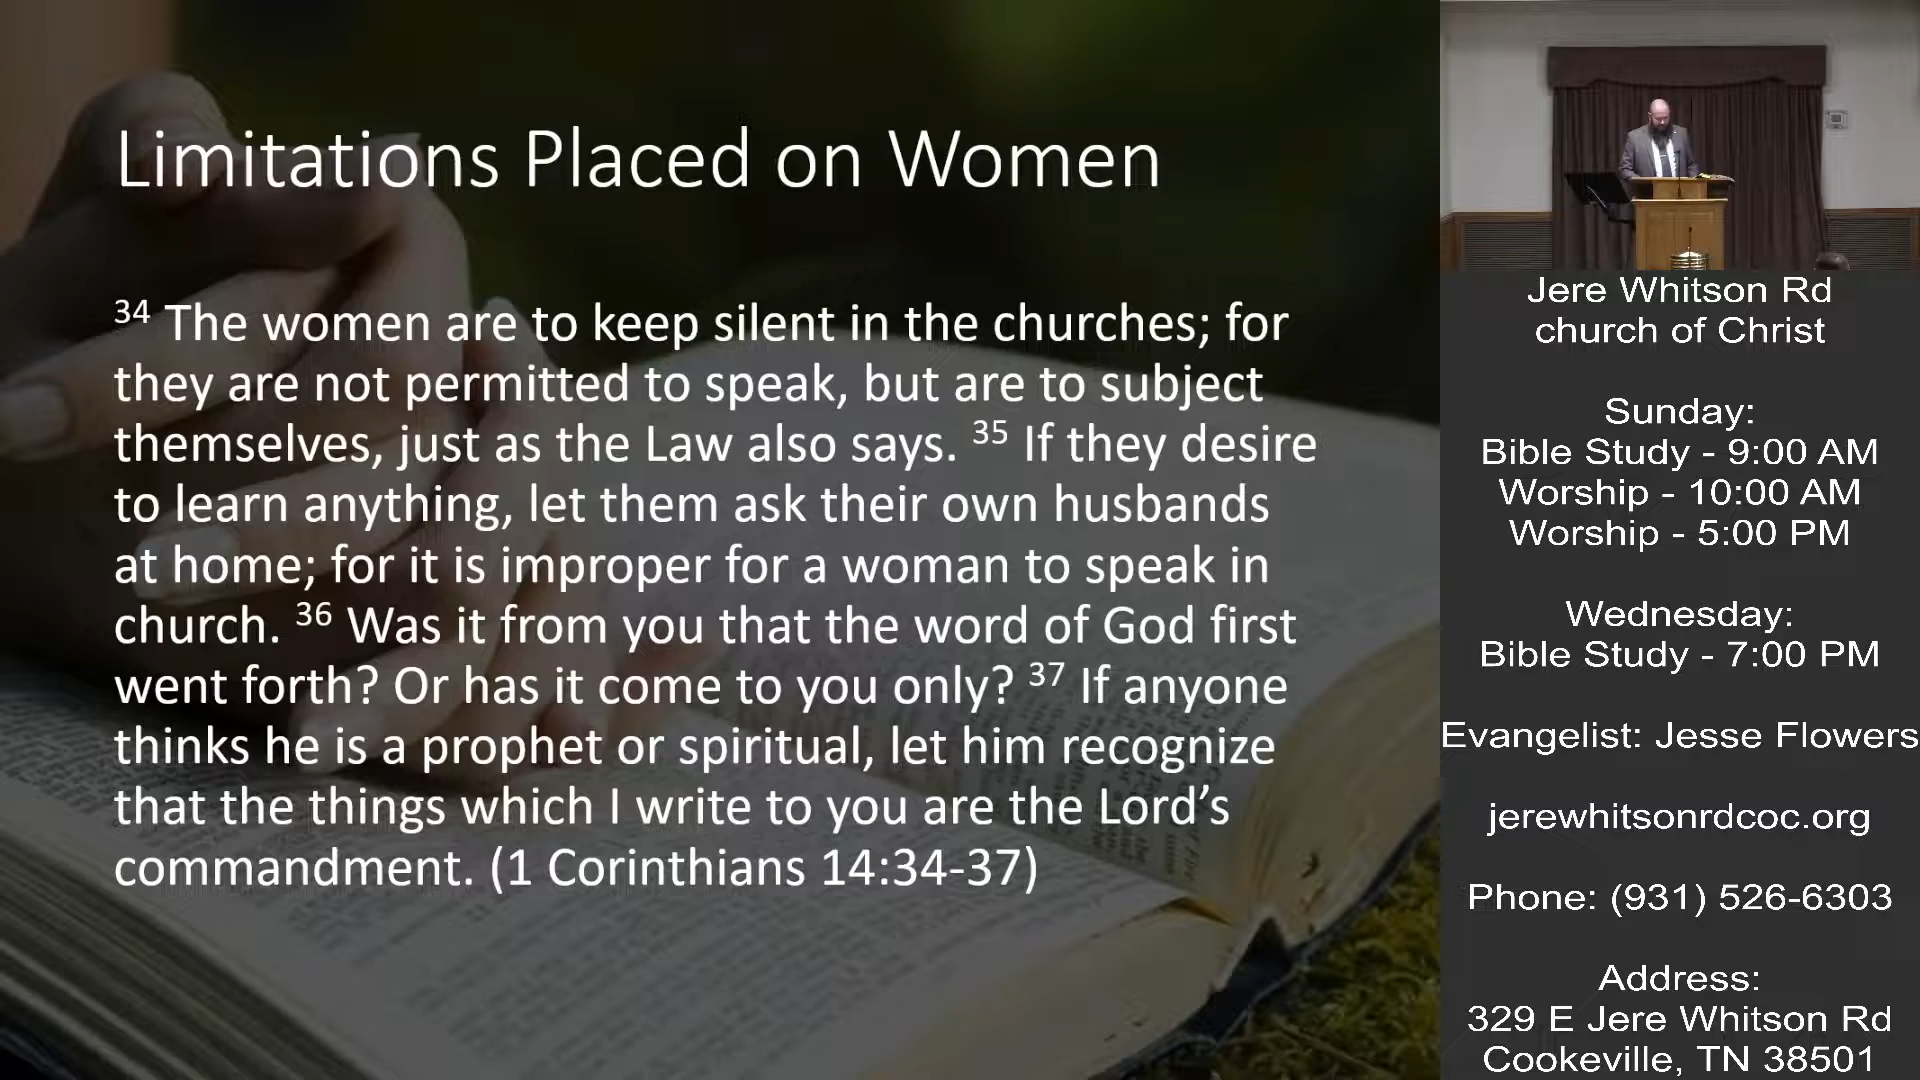 Limitations Placed on Women
34 The women are to keep silent in the churches; for
they are not permitted to speak, but are to subject
themselves, just as the Law also says. 35 If they desire
to learn anything, let them ask their own husbands
at home; for it is improper for a woman to speak in
church. 36 Was it from you that the word of God first
went forth? Or has it come to you only? 37 If anyone
thinks he is a prophet or spiritual, let him recognize
that the things which I write to you are the Lord’s
commandment. (1 Corinthians 14:34-37)
Jere Whitson Rd
church of Christ
Sunday:
Bible Study - 9:00 AM
Worship - 10:00 AM
Worship - 5:00 PM
Wednesday:
Bible Study - 7:00 PM
Evangelist: Jesse Flowers
jerewhitsonrdcoc.org
Phone: (931) 526-6303
Address:
329 E Jere Whitson Rd
Cookeville, TN 38501